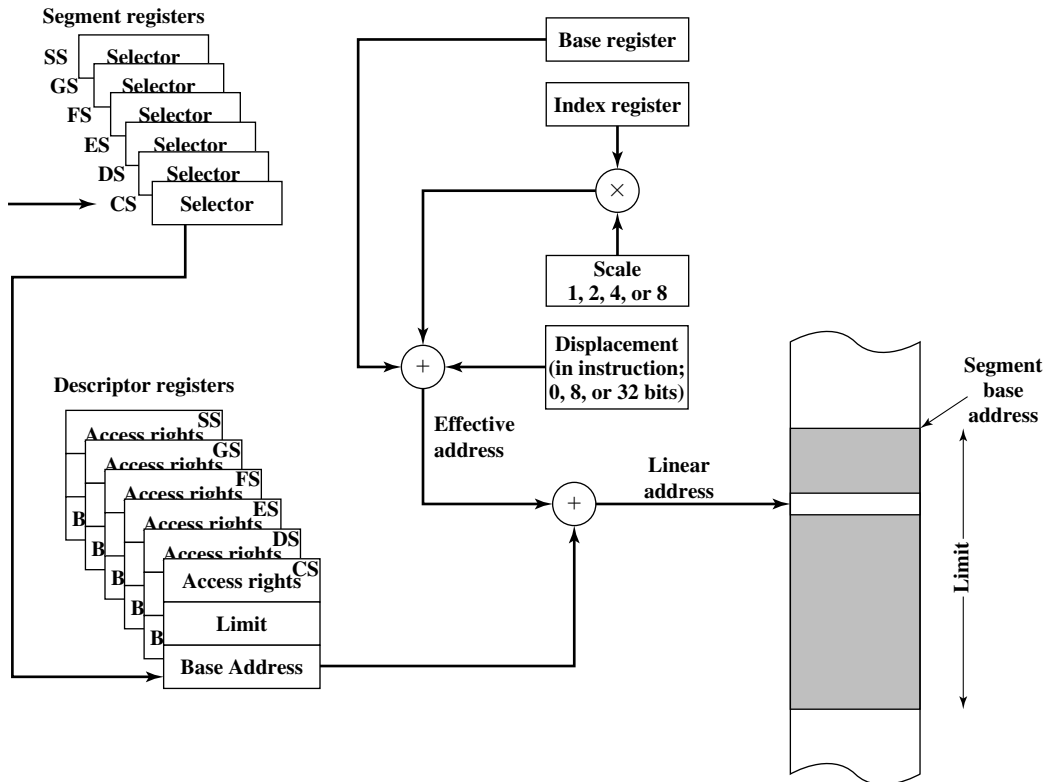 Segment registers
SS Selector
GS Selector
FS Selector
ES Selector
DS Selector
CS Selector
Base register
Index register
×
Scale
1, 2, 4, or 8
+
Displacement
(in instruction;
0, 8, or 32 bits)
Effective
address
Descriptor registers
SS
Access rights
GS
Access rights
FS
Access rights
ES
Access rights
DS
Access rights
CS
Access rights
Limit
Base Address
B
B
B
B
B
+
Linear
address
Segment
base
address
Limit